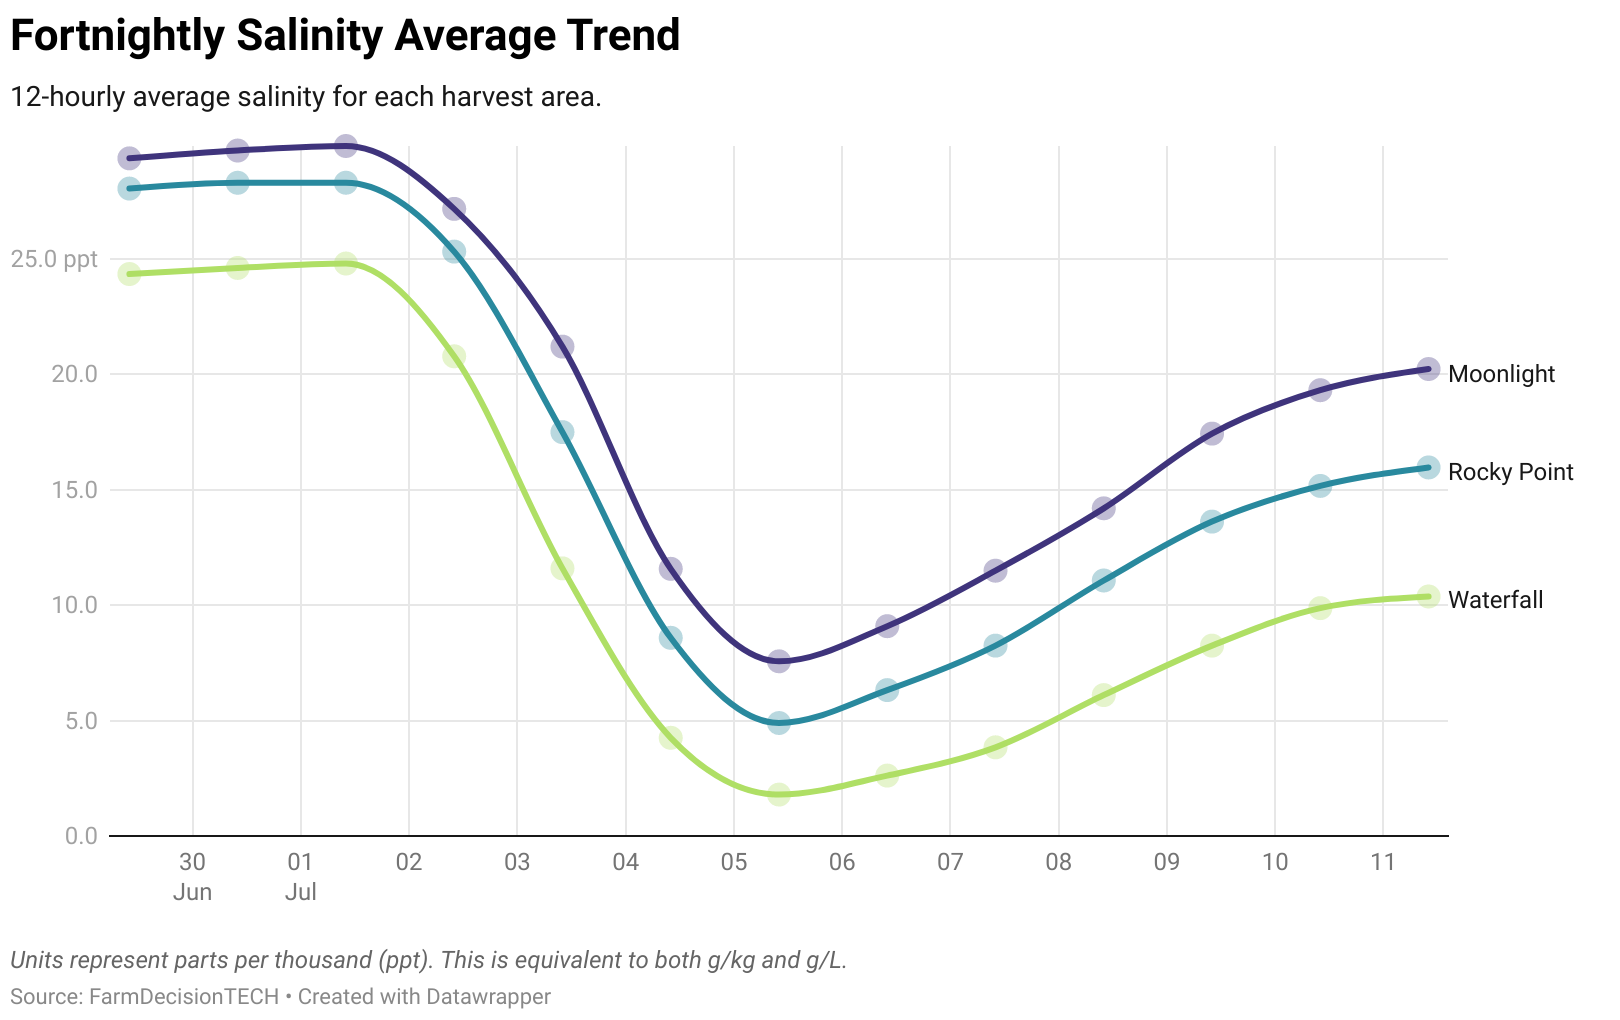 Fortnightly Salinity Average Trend
12-hourly average salinity for each harvest area.
25.0 ppt
20.0
15.0
10.0
5.0
0.0
Moonlight
Rocky Point
Waterfall
30 01 02 03 04 05 06 07 08 09 10 11
Jun Jul
Units represent parts per thousand (ppt). This is equivalent to both g/kg and g/L.
Source: FarmDecisionTECH • Created with Datawrapper